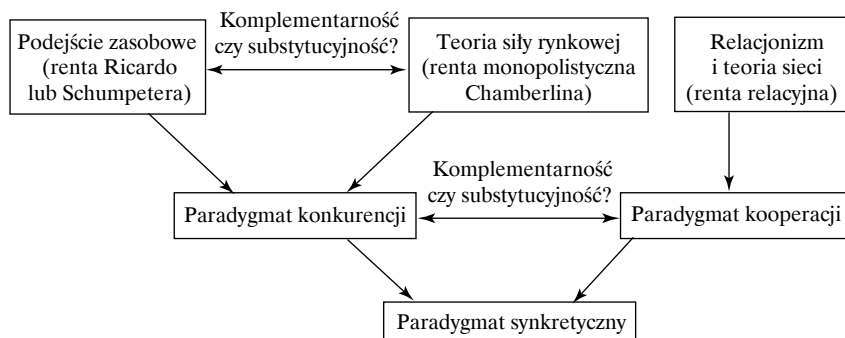 Komplementarność
czy substytucyjność?
Podejście zasobowe
(renta Ricardo
lub Schumpetera)
Teoria siły rynkowej
(renta monopolistyczna
Chamberlina)
Relacjonizm
i teoria sieci
(renta relacyjna)
Komplementarność
czy substytucyjność?
Paradygmat konkurencji
Paradygmat kooperacji
Paradygmat synkretyczny